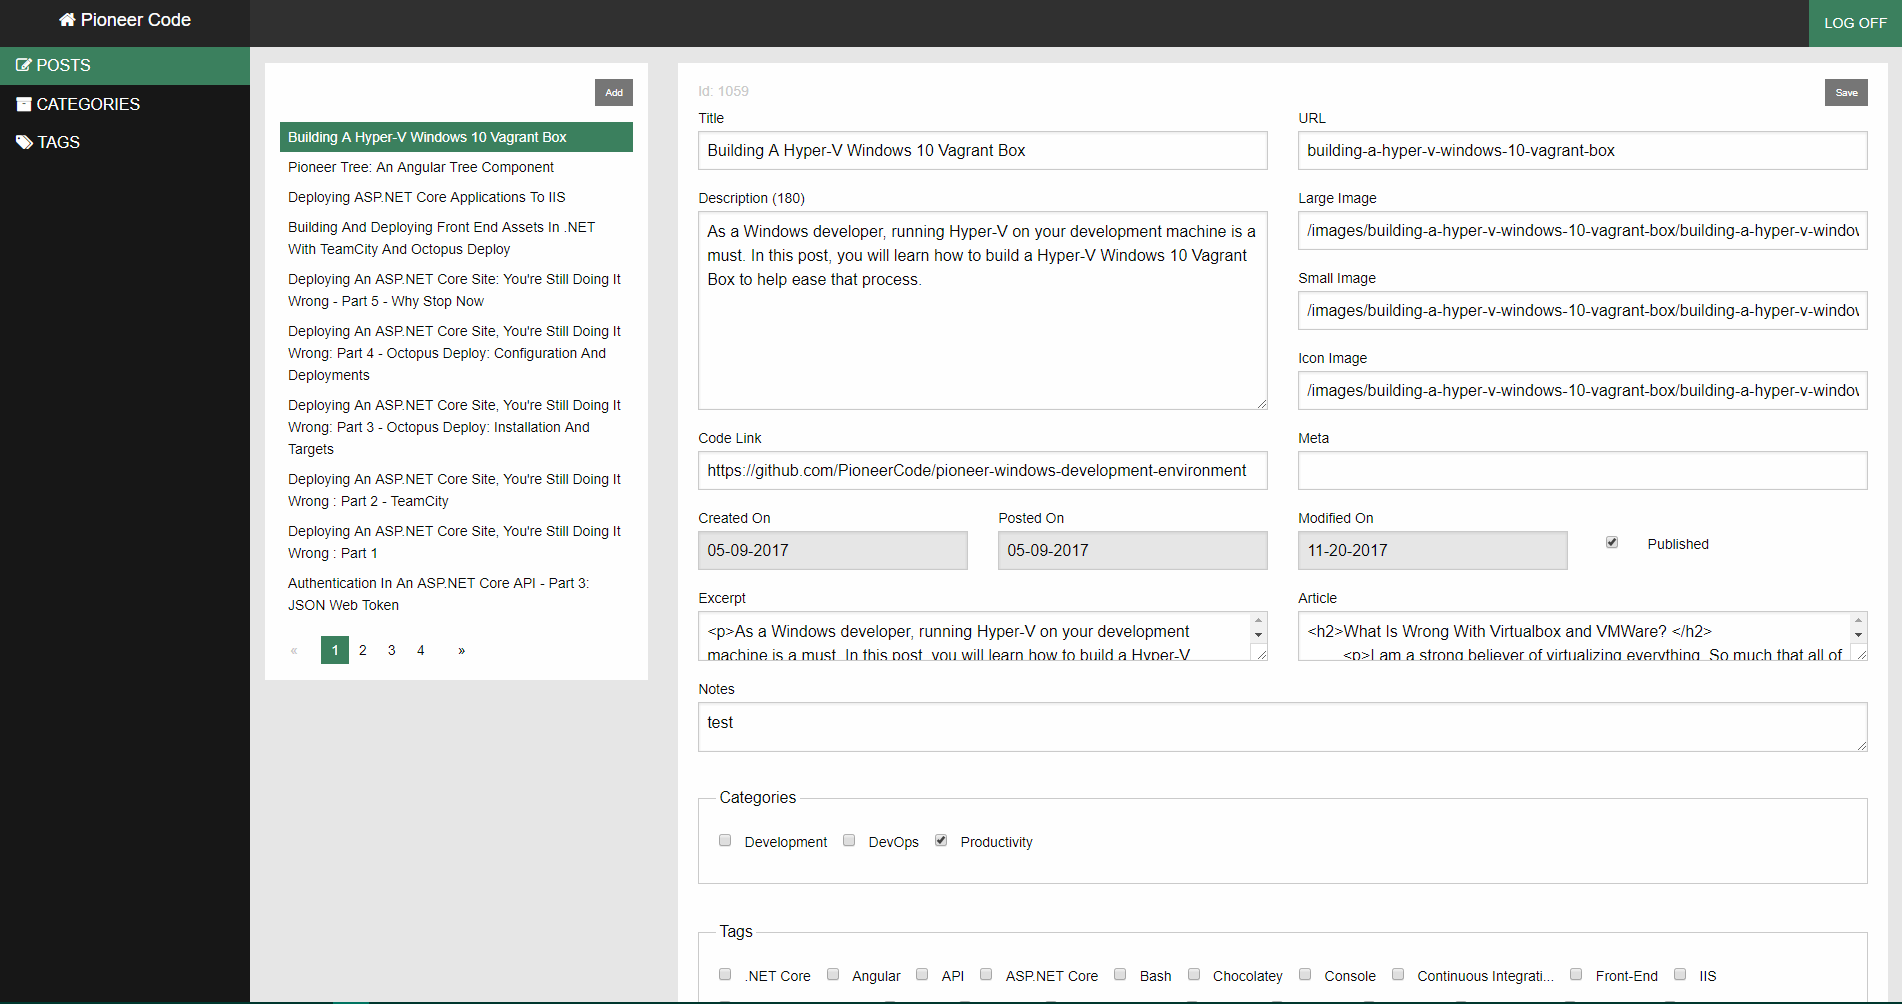 Pioneer Code
LOG OFF
POSTS
CATEGORIES
TAGS
Add
Building A Hyper-V Windows 10 Vagrant Box
Pioneer Tree: An Angular Tree Component
Deploying ASP.NET Core Applications To IIS
Building And Deploying Front End Assets In .NET
With TeamCity And Octopus Deploy
Deploying An ASP.NET Core Site: You're Still Doing It
Wrong - Part 5 - Why Stop Now
Deploying An ASP.NET Core Site, You're Still Doing It
Wrong: Part 4 - Octopus Deploy: Configuration And
Deployments
Deploying An ASP.NET Core Site, You're Still Doing It
Wrong: Part 3 - Octopus Deploy: Installation And
Targets
Deploying An ASP.NET Core Site, You're Still Doing It
Wrong : Part 2 - TeamCity
Deploying An ASP.NET Core Site, You're Still Doing It
Wrong : Part 1
Authentication In An ASP.NET Core API - Part 3:
JSON Web Token
« 1 2 3 4 »
Id: 1059
Save
Title
Building A Hyper-V Windows 10 Vagrant Box
URL
building-a-hyper-v-windows-10-vagrant-box
Description (180)
As a Windows developer, running Hyper-V on your development machine is a
must. In this post, you will learn how to build a Hyper-V Windows 10 Vagrant
Box to help ease that process.
Large Image
/images/building-a-hyper-v-windows-10-vagrant-box/building-a-hyper-v-windov
Small Image
/images/building-a-hyper-v-windows-10-vagrant-box/building-a-hyper-v-windov
Icon Image
/images/building-a-hyper-v-windows-10-vagrant-box/building-a-hyper-v-windov
Code Link
https://github.com/PioneerCode/pioneer-windows-development-environment
Meta
Created On
05-09-2017
Posted On
05-09-2017
Modified On
11-20-2017
Published
Excerpt
<p>As a Windows developer, running Hyper-V on your development
machine is a must. In this post, you will learn how to build a Hyper-V
Article
<h2>What Is Wrong With Virtualbox and VMWare? </h2>
<p>I am a strong believer of virtualizing everything. So much that all of
Notes
test
Categories
Development DevOps Productivity
Tags
.NET Core Angular API ASP.NET Core Bash Chocolatey Console Continuous Integrati... Front-End IIS